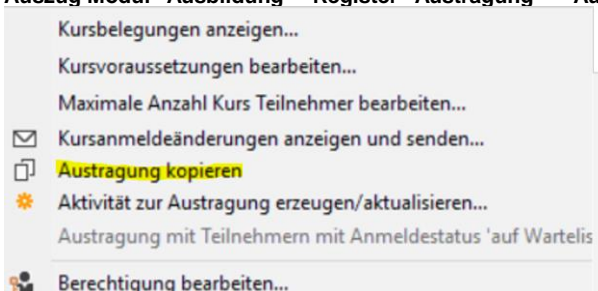 Auszug Modul "Ausbildung" - Register "Austragung"
Kursbelegungen anzeigen...
Kursvoraussetzungen bearbeiten...
Maximale Anzahl Kurs Teilnehmer bearbeiten...
Kursanmeldeänderungen anzeigen und senden...
Austragung kopieren
Aktivität zur Austragung erzeugen/aktualisieren...
Austragung mit Teilnehmern mit Anmeldestatus 'auf Wartelis
Berechtigung bearbeiten...